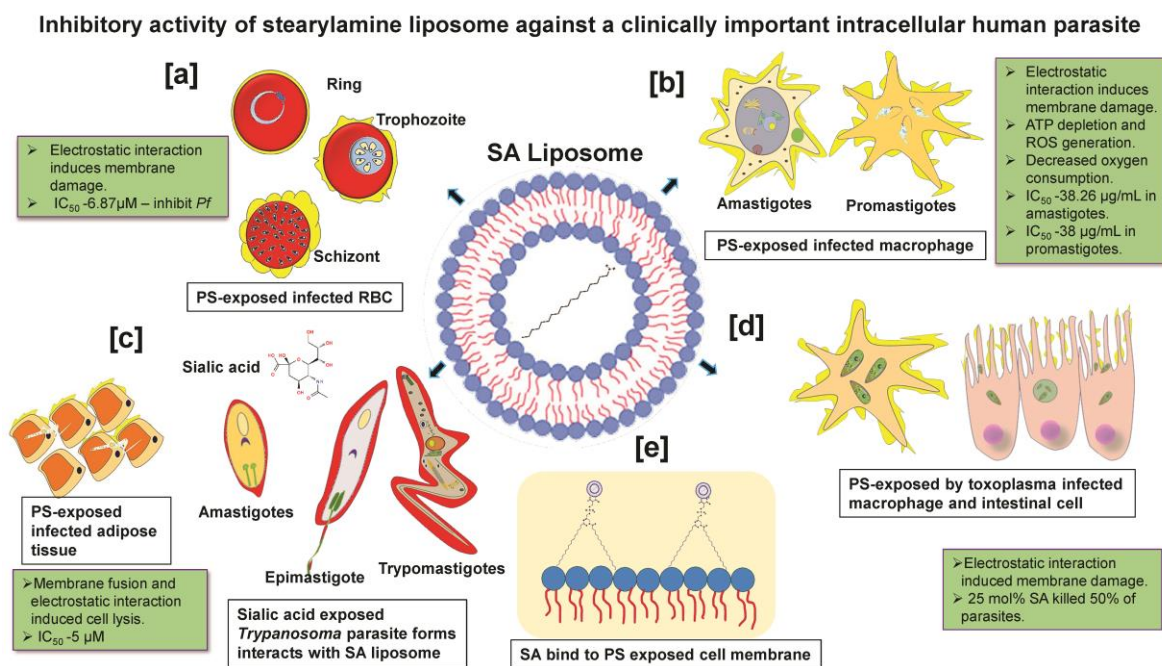 Inhibitory activity of stearylamine liposome against a clinically important intracellular human parasite
[a]
Ring
Trophozoite
Schizont
PS-exposed infected RBC
➢ Electrostatic
interaction induces
membrane damage.
➢ IC₅₀ -6.87µM – inhibit Pf
SA Liposome
[b]
Amastigotes
Promastigotes
PS-exposed infected macrophage
➢ Electrostatic
interaction induces
membrane damage.
➢ ATP depletion and
ROS generation.
➢ Decreased oxygen
consumption.
➢ IC₅₀ -38.26 µg/mL in
amastigotes.
➢ IC₅₀ -38 µg/mL in
promastigotes.
[c]
Sialic acid
PS-exposed
infected adipose
tissue
➢Membrane fusion and
electrostatic interaction
induced cell lysis.
➢ IC₅₀ -5 µM
Amastigotes
Epimastigote
Trypomastigotes
Sialic acid exposed
Trypanosoma parasite forms
interacts with SA liposome
[d]
PS-exposed by toxoplasma infected
macrophage and intestinal cell
➢Electrostatic interaction
induced membrane damage.
➢ 25 mol% SA killed 50% of
parasites.
[e]
SA bind to PS exposed cell membrane